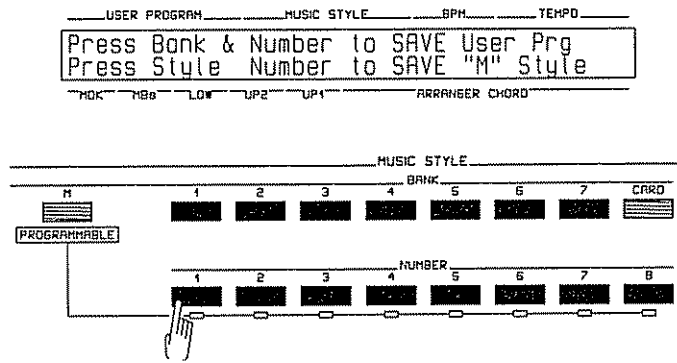 USER PROGRAM MUSIC STYLE BPM TEMPO
Press Bank & Number to SAVE User Prg
Press Style Number to SAVE "M" Style
MDK MBs LOW UP2 UP1 ARRANGER CHORD
MUSIC STYLE
BANK
M 1 2 3 4 5 6 7 CARD
PROGRAMMABLE
NUMBER
1 2 3 4 5 6 7 8